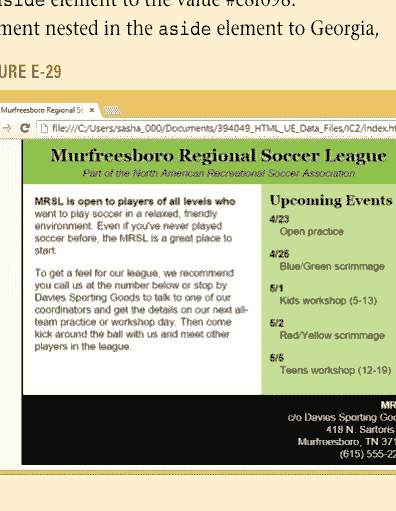 aside element to the value #c6f098.
ment nested in the aside element to Georgia,
URE E-29
Murfreesboro Regional Sc ×
file:///C:/Users/sasha_000/Documents/394049_HTML_UE_Data_Files/IC2/index.ht
Murfreesboro Regional Soccer League
Part of the North American Recreational Soccer Association
MRSL is open to players of all levels who
want to play soccer in a relaxed, friendly
environment. Even if you've never played
soccer before, the MRSL is a great place to
start.
To get a feel for our league, we recommend
you call us at the number below or stop by
Davies Sporting Goods to talk to one of our
coordinators and get the details on our next all-
team practice or workshop day. Then come
kick around the ball with us and meet other
players in the league.
Upcoming Events
4/23
Open practice
4/25
Blue/Green scrimmage
5/1
Kids workshop (5-13)
5/2
Red/Yellow scrimmage
5/5
Teens workshop (12-19)
MR
c/o Davies Sporting Goo
418 N. Sartoris
Murfreesboro, TN 371
(615) 555-22